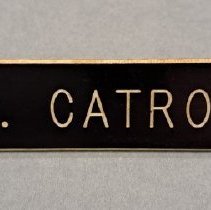 . CATRO